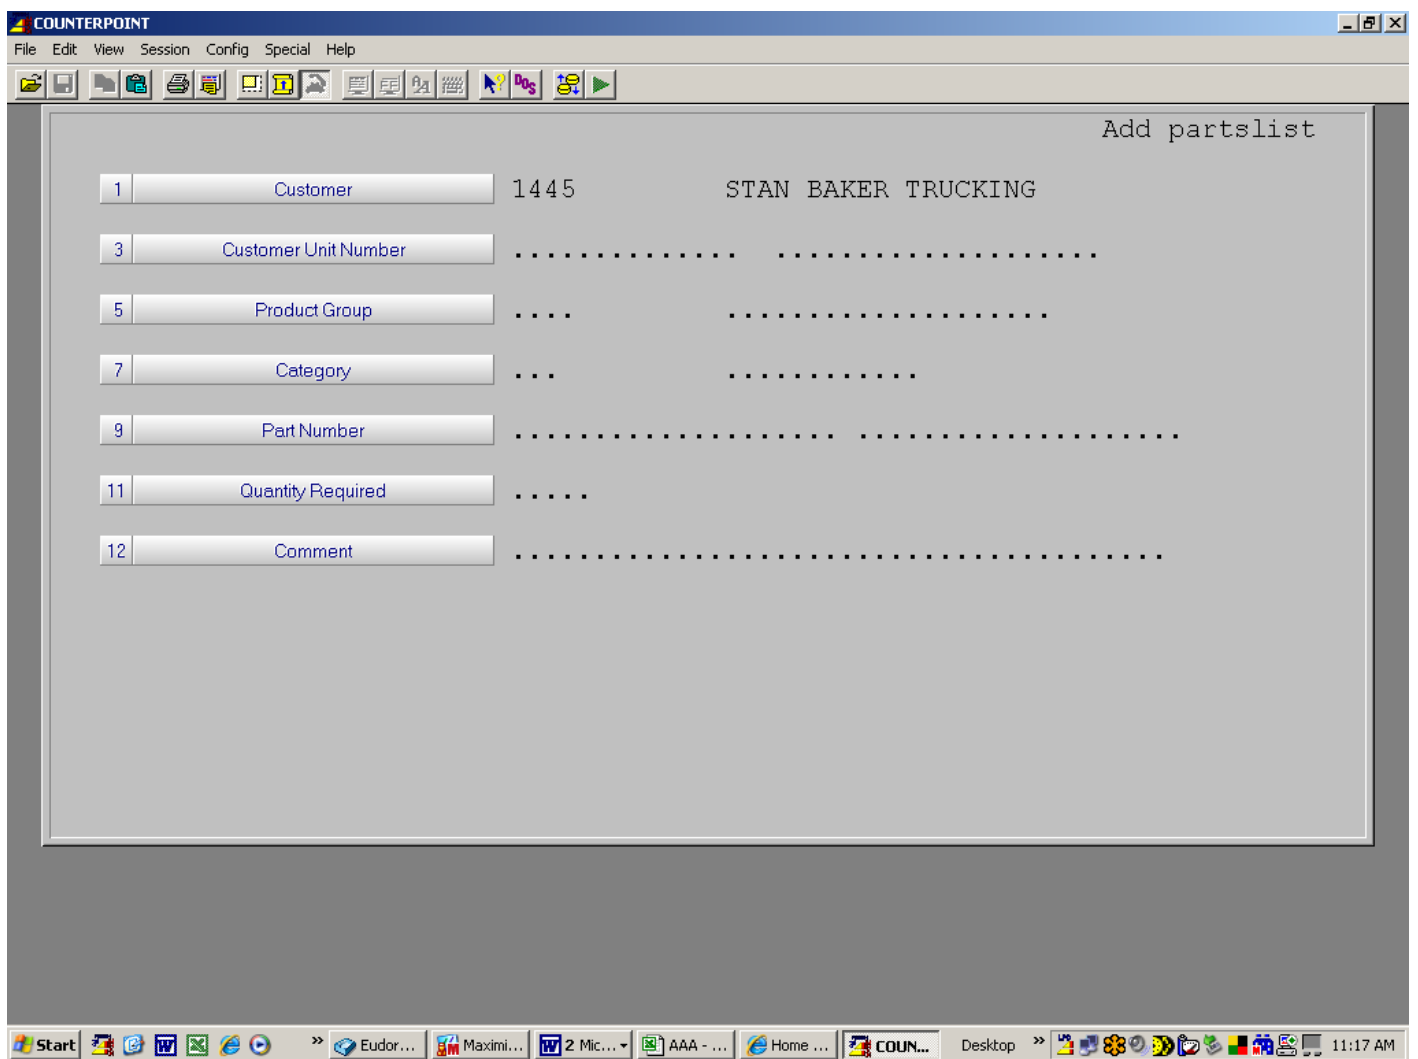 COUNTERPOINT
File Edit View Session Config Special Help
DOS
Add partslist
1 Customer 1445 STAN BAKER TRUCKING
3 Customer Unit Number .............. ....................
5 Product Group .... ....................
7 Category ... ............
9 Part Number .................... ....................
11 Quantity Required .....
12 Comment ........................................
Start » Eudor... Maximi... 2 Mic... AAA - ... Home ... COUN... Desktop » 11:17 AM